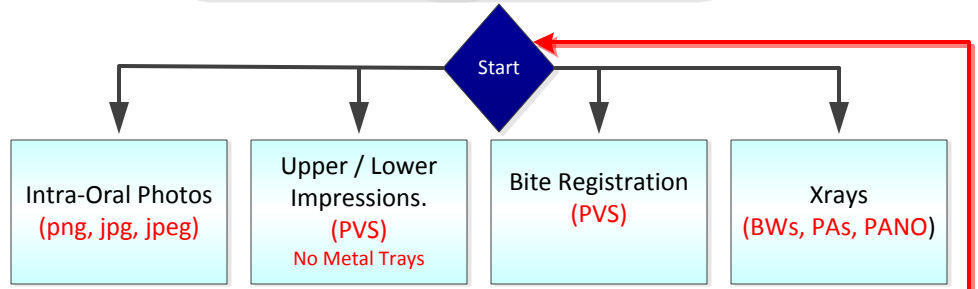 Start
Intra-Oral Photos
(png, jpg, jpeg)
Upper / Lower
Impressions.
(PVS)
No Metal Trays
Bite Registration
(PVS)
Xrays
(BWs, PAs, PANO)